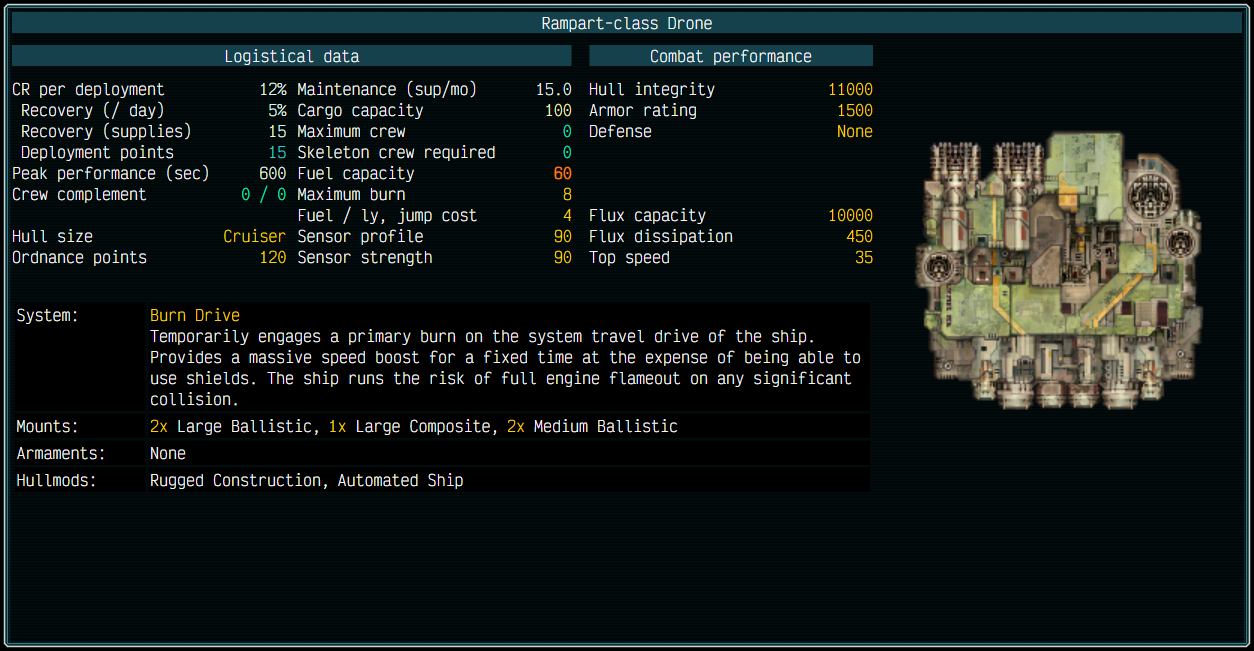 Rampart-class Drone
Logistical data
Combat performance
CR per deployment 12% Maintenance (sup/mo) 15.0 Hull integrity 11000
Recovery (/ day) 5% Cargo capacity 100 Armor rating 1500
Recovery (supplies) 15 Maximum crew 0 Defense None
Deployment points 15 Skeleton crew required 0
Peak performance (sec) 600 Fuel capacity 60
Crew complement 0 / 0 Maximum burn 8
Fuel / ly, jump cost 4 Flux capacity 10000
Hull size Cruiser Sensor profile 90 Flux dissipation 450
Ordnance points 120 Sensor strength 90 Top speed 35
System: Burn Drive
Temporarily engages a primary burn on the system travel drive of the ship.
Provides a massive speed boost for a fixed time at the expense of being able to
use shields. The ship runs the risk of full engine flameout on any significant
collision.
Mounts: 2x Large Ballistic, 1x Large Composite, 2x Medium Ballistic
Armaments: None
Hullmods: Rugged Construction, Automated Ship